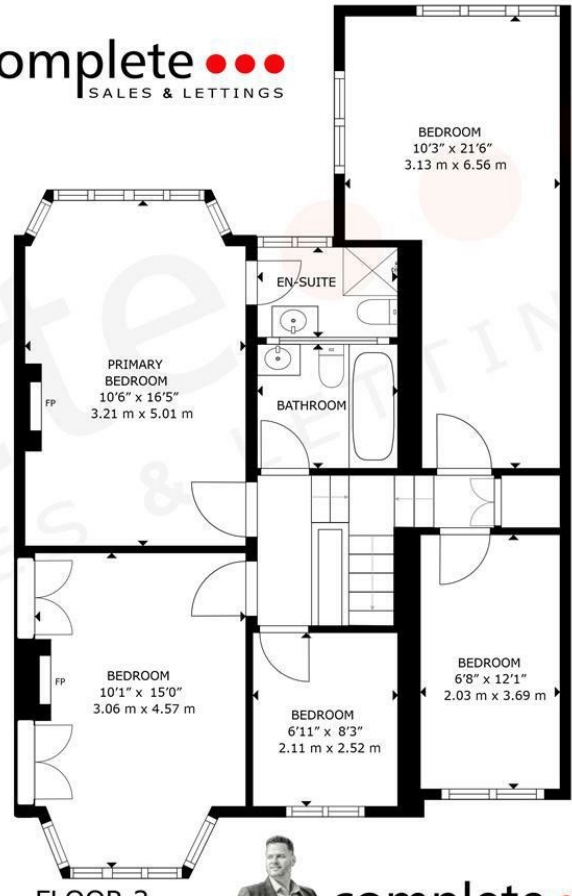 omplete
SALES & LETTINGS
BEDROOM
10'3" x 21'6"
3.13 m x 6.56 m
EN-SUITE
PRIMARY
BEDROOM
10'6" x 16'5"
3.21 m x 5.01 m
FP
BATHROOM
BEDROOM
10'1" x 15'0"
3.06 m x 4.57 m
FP
BEDROOM
6'11" x 8'3"
2.11 m x 2.52 m
BEDROOM
6'8" x 12'1"
2.03 m x 3.69 m
FLOOR 2
complete